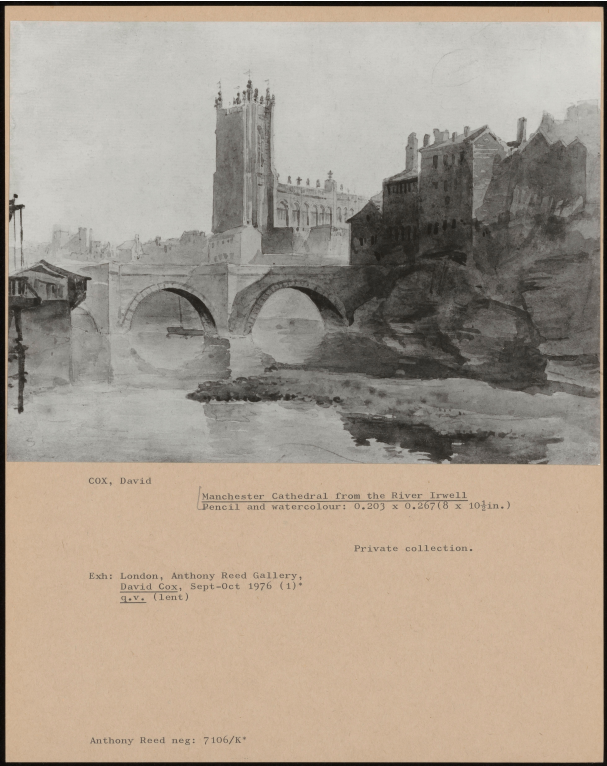 COX, David
Manchester Cathedral from the River Irwell
Pencil and watercolour: 0.203 x 0.267(8 x 10½in.)
Private collection.
Exh: London, Anthony Reed Gallery,
David Cox, Sept-Oct 1976 (1)*
q.v. (lent)
Anthony Reed neg: 7106/K*